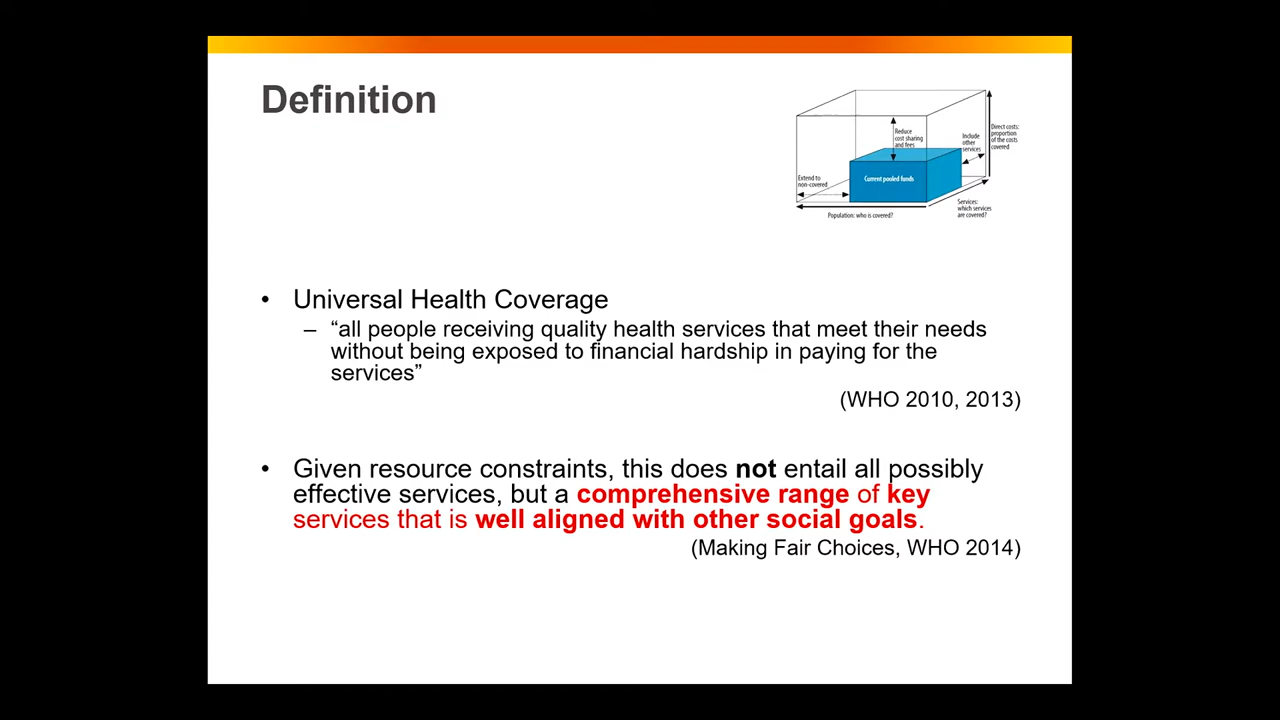 Definition
Reduce
cost sharing
and fees
Include
other
services
Direct costs:
proportion
of the costs
covered
Extend to
non-covered
Current pooled funds
Population: who is covered?
Services:
which services
are covered?
• Universal Health Coverage
– “all people receiving quality health services that meet their needs
without being exposed to financial hardship in paying for the
services”
(WHO 2010, 2013)
• Given resource constraints, this does not entail all possibly
effective services, but a comprehensive range of key
services that is well aligned with other social goals.
(Making Fair Choices, WHO 2014)